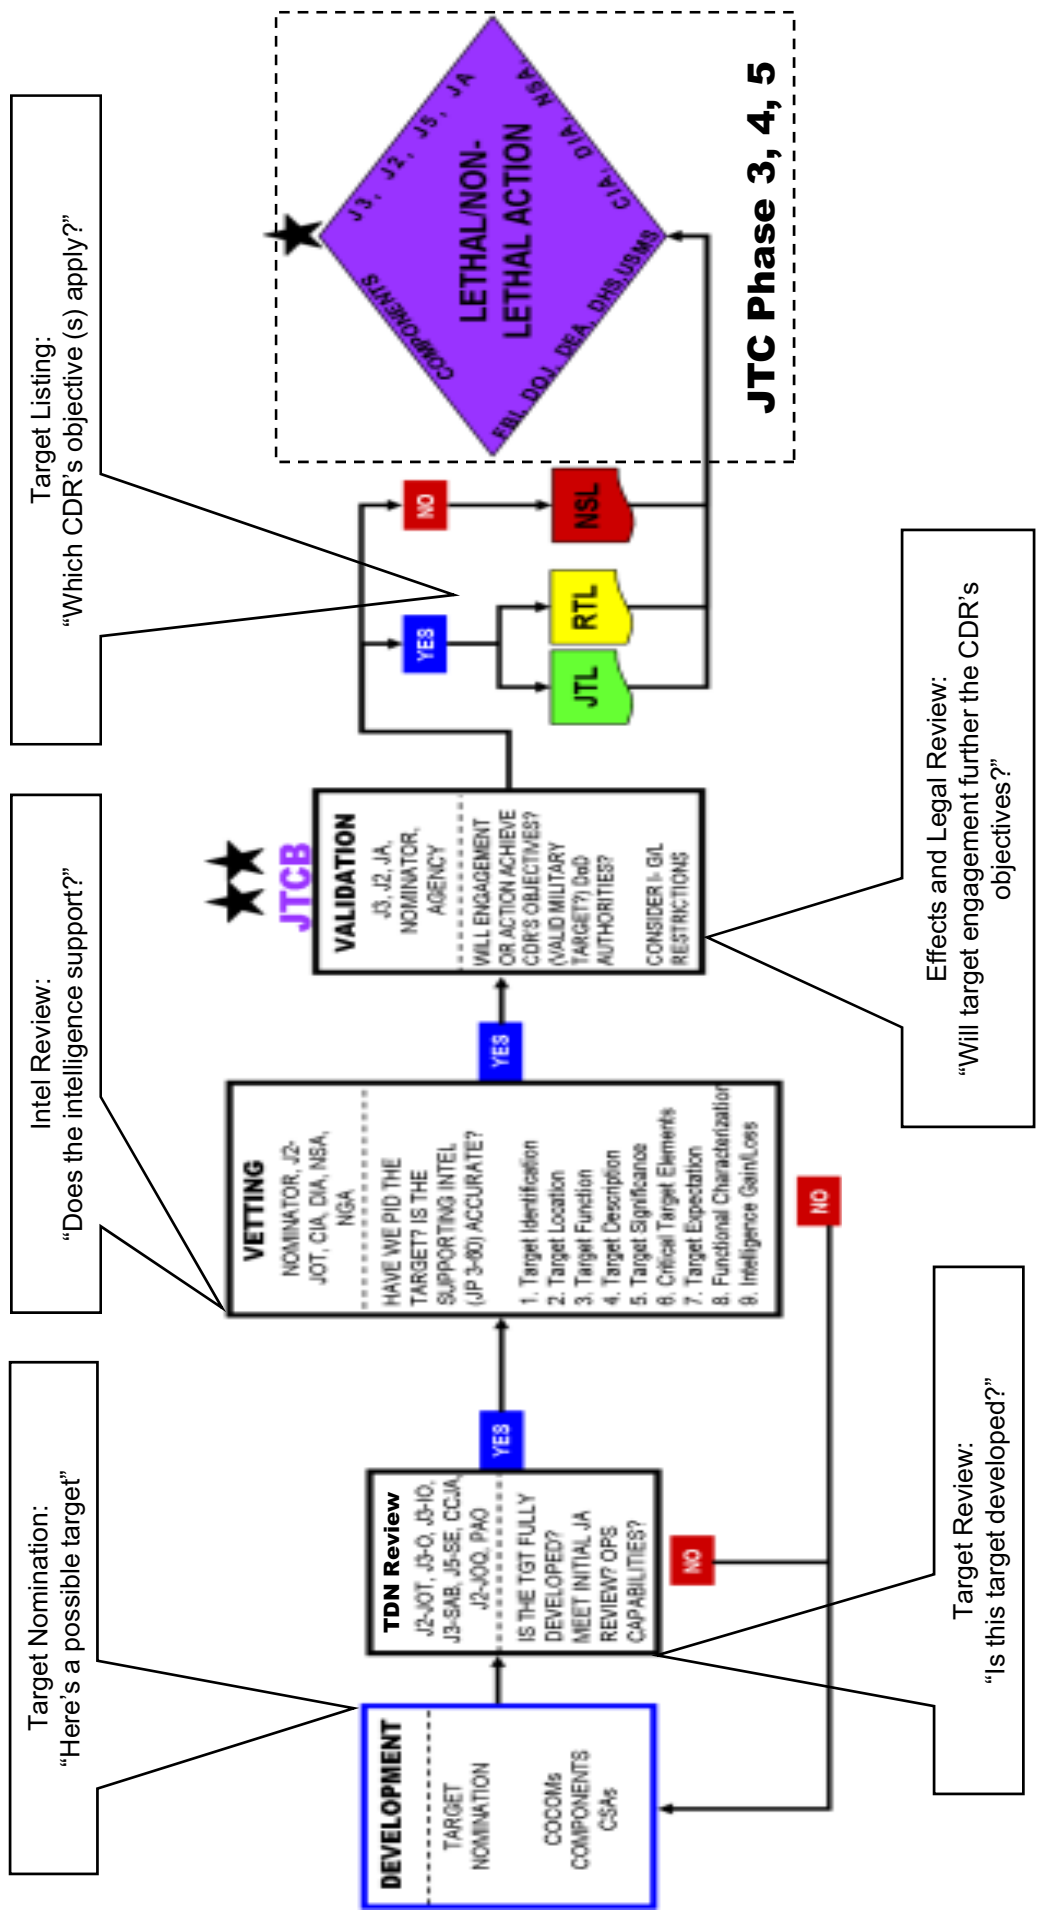 Target Nomination:
“Here’s a possible target”
Intel Review:
“Does the intelligence support?”
Target Listing:
“Which CDR’s objective (s) apply?”
DEVELOPMENT
TARGET
NOMINATION
COCOMs
COMPONENTS
CSAs
TDN Review
J2-JOT, J3-O, J3-IO,
J3-SAB, J5-SE, CCJA,
J2-JOQ, PAO
IS THE TGT FULLY
DEVELOPED?
MEET INITIAL JA
REVIEW? OPS
CAPABILITIES?
YES
NO
VETTING
NOMINATOR, J2-
JOT, CIA, DIA, NSA,
NGA
HAVE WE PID THE
TARGET? IS THE
SUPPORTING INTEL
(JP 3-60) ACCURATE?
1. Target Identification
2. Target Location
3. Target Function
4. Target Description
5. Target Significance
6. Critical Target Elements
7. Target Expectation
8. Functional Characterization
9. Intelligence Gain/Loss
YES
NO
JTCB
VALIDATION
J3, J2, JA,
NOMINATOR,
AGENCY
WILL ENGAGEMENT
OR ACTION ACHIEVE
CDR'S OBJECTIVES?
(VALID MILITARY
TARGET?) DoD
AUTHORITIES?
CONSIDER I- G/L
RESTRICTIONS
YES
NO
JTL
RTL
NSL
COMPONENTS
J3, J2, J5, JA
LETHAL/NON-
LETHAL ACTION
FBI, DOJ, DEA, DHS,USMS
CIA, DIA, NSA,
JTC Phase 3, 4, 5
Target Review:
“Is this target developed?”
Effects and Legal Review:
“Will target engagement further the CDR’s
objectives?”